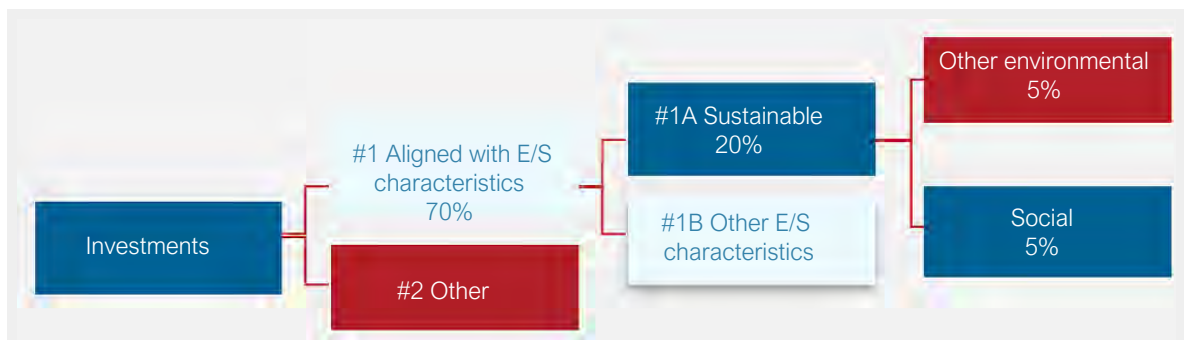 Investments
#1 Aligned with E/S
characteristics
70%
#2 Other
#1A Sustainable
20%
#1B Other E/S
characteristics
Other environmental
5%
Social
5%